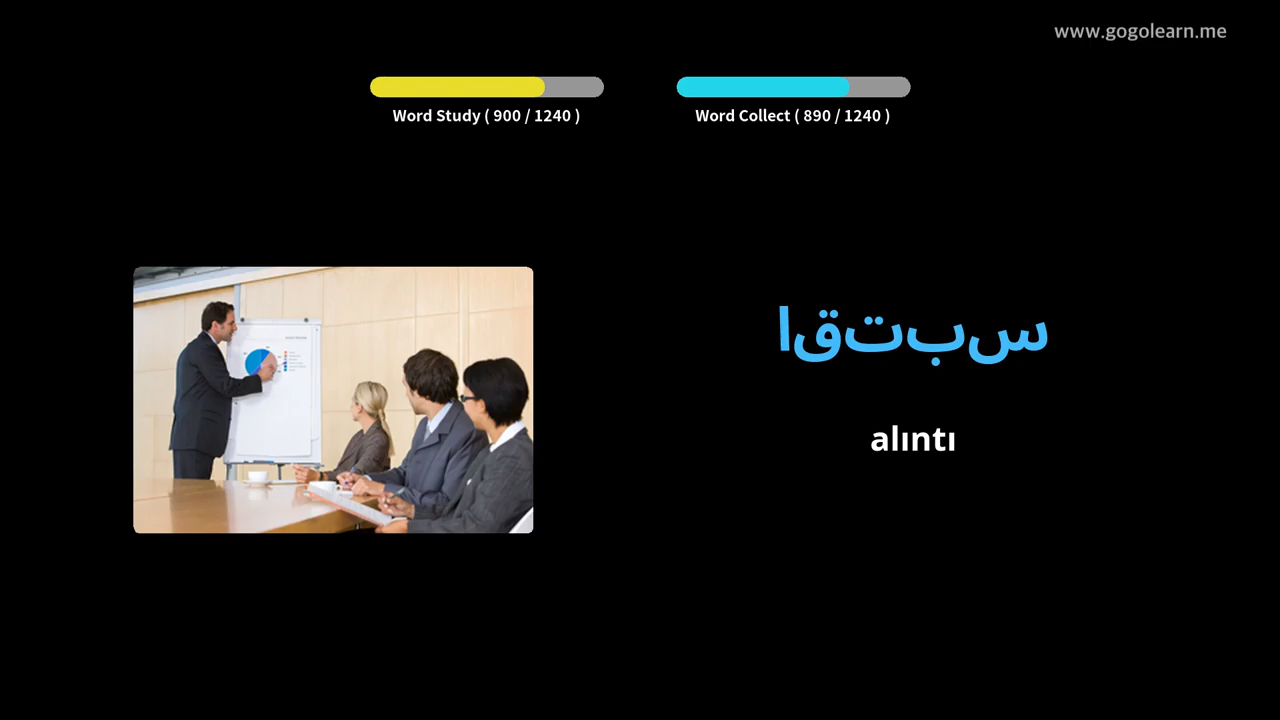 www.gogolearn.me
Word Study ( 900 / 1240 )
Word Collect ( 890 / 1240 )
اقتبس
alıntı